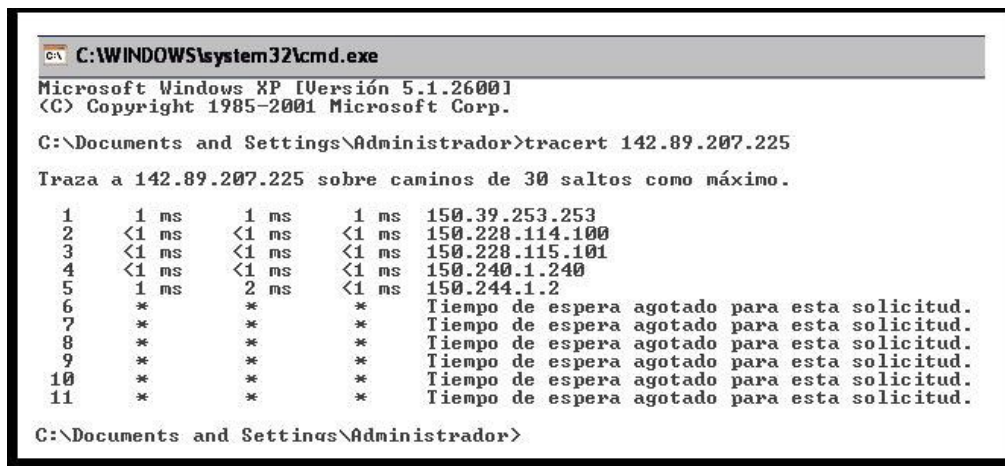 C:\WINDOWS\system32\cmd.exe
Microsoft Windows XP [Versión 5.1.2600]
(C) Copyright 1985-2001 Microsoft Corp.
C:\Documents and Settings\Administrador>tracert 142.89.207.225
Traza a 142.89.207.225 sobre caminos de 30 saltos como máximo.
1 1 ms 1 ms 1 ms 150.39.253.253
2 <1 ms <1 ms <1 ms 150.228.114.100
3 <1 ms <1 ms <1 ms 150.228.115.101
4 <1 ms <1 ms <1 ms 150.240.1.240
5 1 ms 2 ms <1 ms 150.244.1.2
6 * * * Tiempo de espera agotado para esta solicitud.
7 * * * Tiempo de espera agotado para esta solicitud.
8 * * * Tiempo de espera agotado para esta solicitud.
9 * * * Tiempo de espera agotado para esta solicitud.
10 * * * Tiempo de espera agotado para esta solicitud.
11 * * * Tiempo de espera agotado para esta solicitud.
C:\Documents and Settings\Administrador>